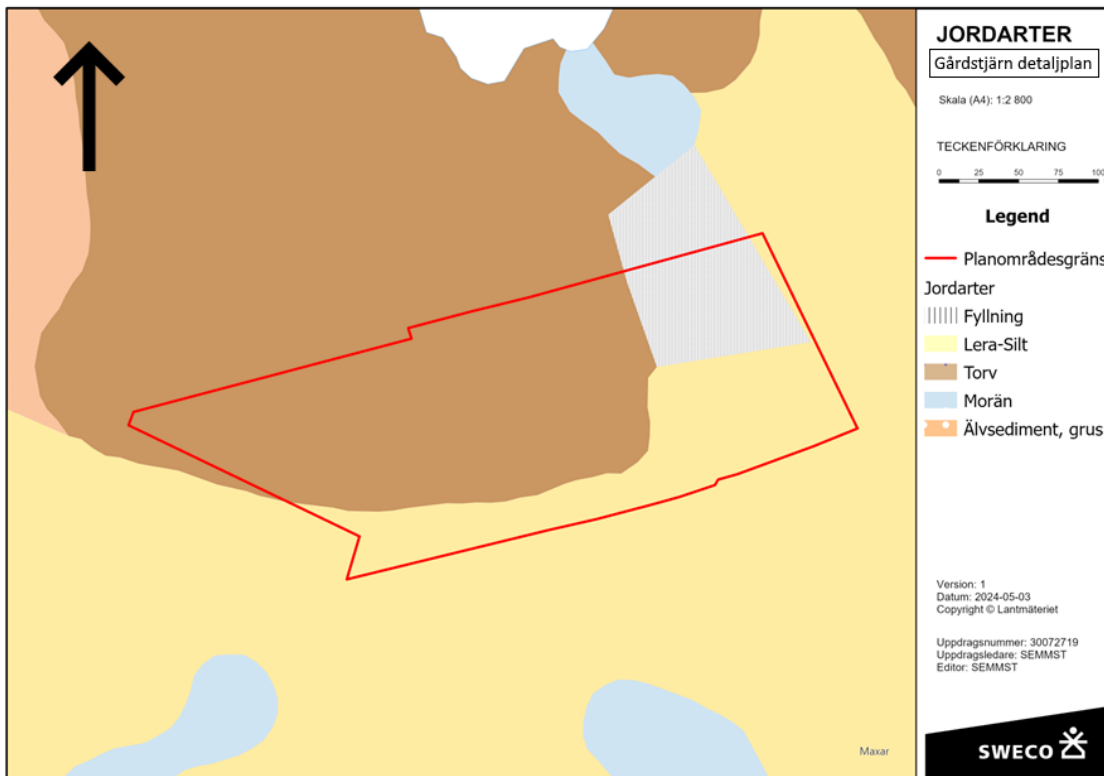 JORDARTER
Gårdstjärn detaljplan
Skala (A4): 1:2 800
TECKENFÖRKLARING
0 25 50 75 100
Legend
Planområdesgräns
Jordarter
Fyllning
Lera-Silt
Torv
Morän
Älvsediment, grus
Version: 1
Datum: 2024-05-03
Copyright © Lantmäteriet
Uppdragsnummer: 30072719
Uppdragsledare: SEMMST
Editor: SEMMST
Maxar
SWECO